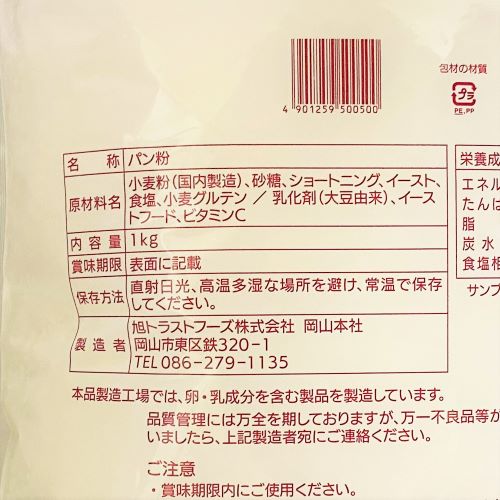 4 901259 500500
包材の材質
プラ
PE,PP
名 称 パン粉
原材料名 小麦粉(国内製造)、砂糖、ショートニング、イースト、
食塩、小麦グルテン / 乳化剤(大豆由来)、イー
ストフード、ビタミンC
内 容 量 1kg
賞味期限 表面に記載
保存方法 直射日光、高温多湿な場所を避け、常温で保存
してください。
製 造 者 旭トラストフーズ株式会社 岡山本社
岡山市東区鉄320-1
TEL 086-279-1135
栄養成
エネル
たんぱ
脂
炭 水
食塩相
サンプ
本品製造工場では、卵・乳成分を含む製品を製造しています。
品質管理には万全を期しておりますが、万一不良品等が
いましたら、上記製造者宛にご連絡ください。
ご注意
・賞味期限内にご使用ください。